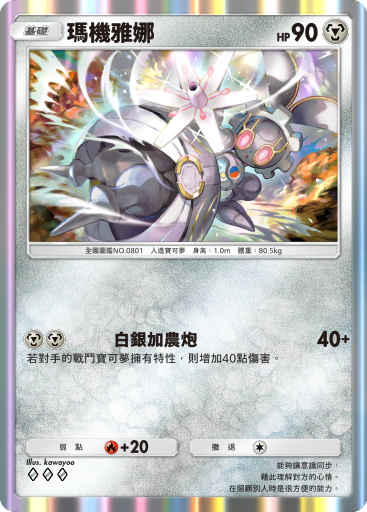 基礎 瑪機雅娜 HP 90
全國圖鑑NO.0801 人造寶可夢 身高：1.0m 體重：80.5kg
白銀加農炮 40+
若對手的戰鬥寶可夢擁有特性，則增加40點傷害。
弱點 +20 撤退
Illus. kawayoo
能夠讓意識同步，
藉此理解對方的心情。
在照顧別人時是很方便的能力。